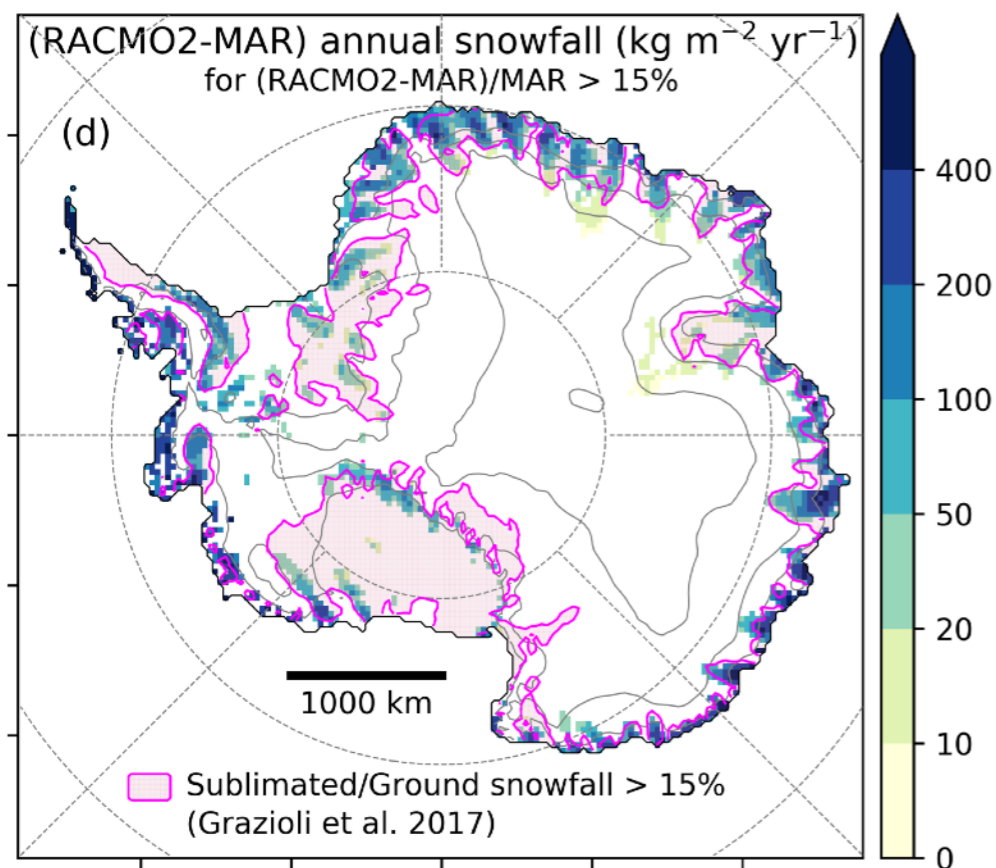 (RACMO2-MAR) annual snowfall (kg m⁻² yr⁻¹)
for (RACMO2-MAR)/MAR > 15%
(d)
400
200
100
50
20
10
0
1000 km
Sublimated/Ground snowfall > 15%
(Grazioli et al. 2017)